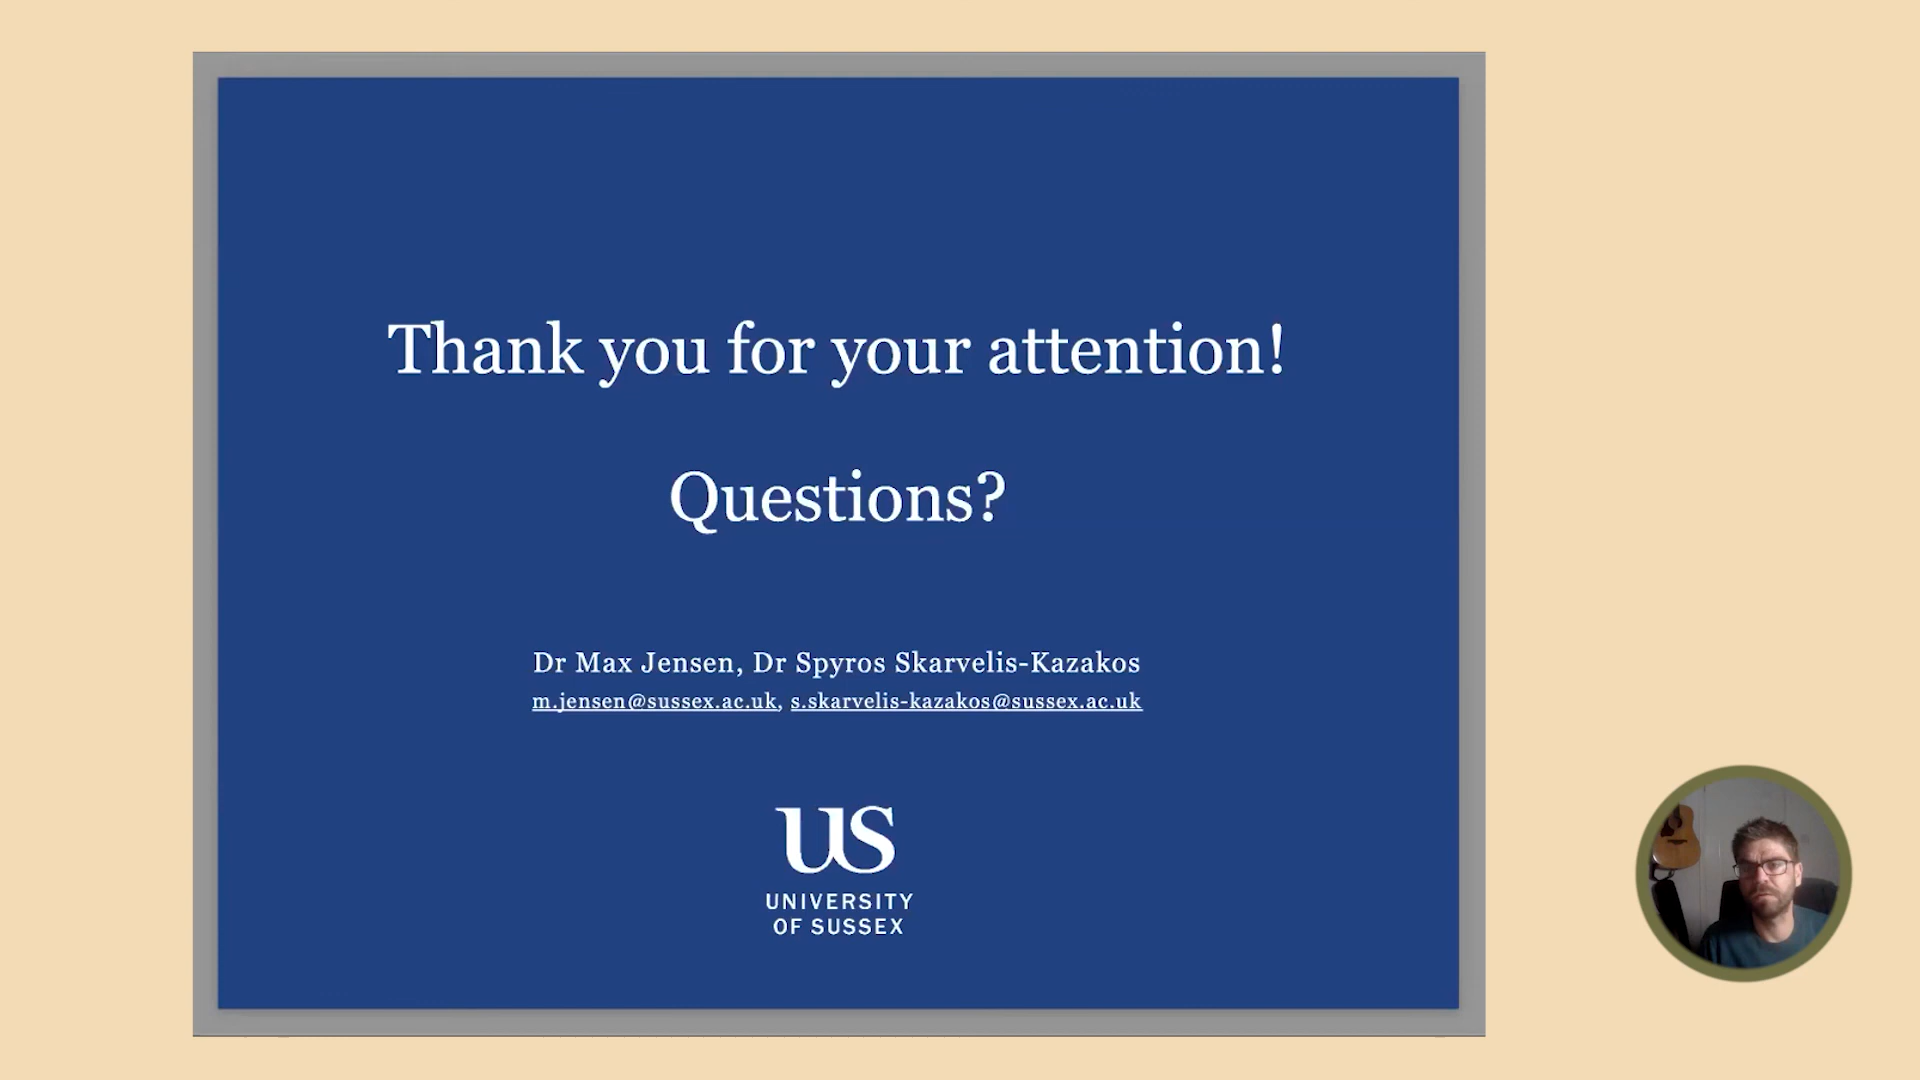 Thank you for your attention!
Questions?
Dr Max Jensen, Dr Spyros Skarvelis-Kazakos
m.jensen@sussex.ac.uk, s.skarvelis-kazakos@sussex.ac.uk
US
UNIVERSITY
OF SUSSEX